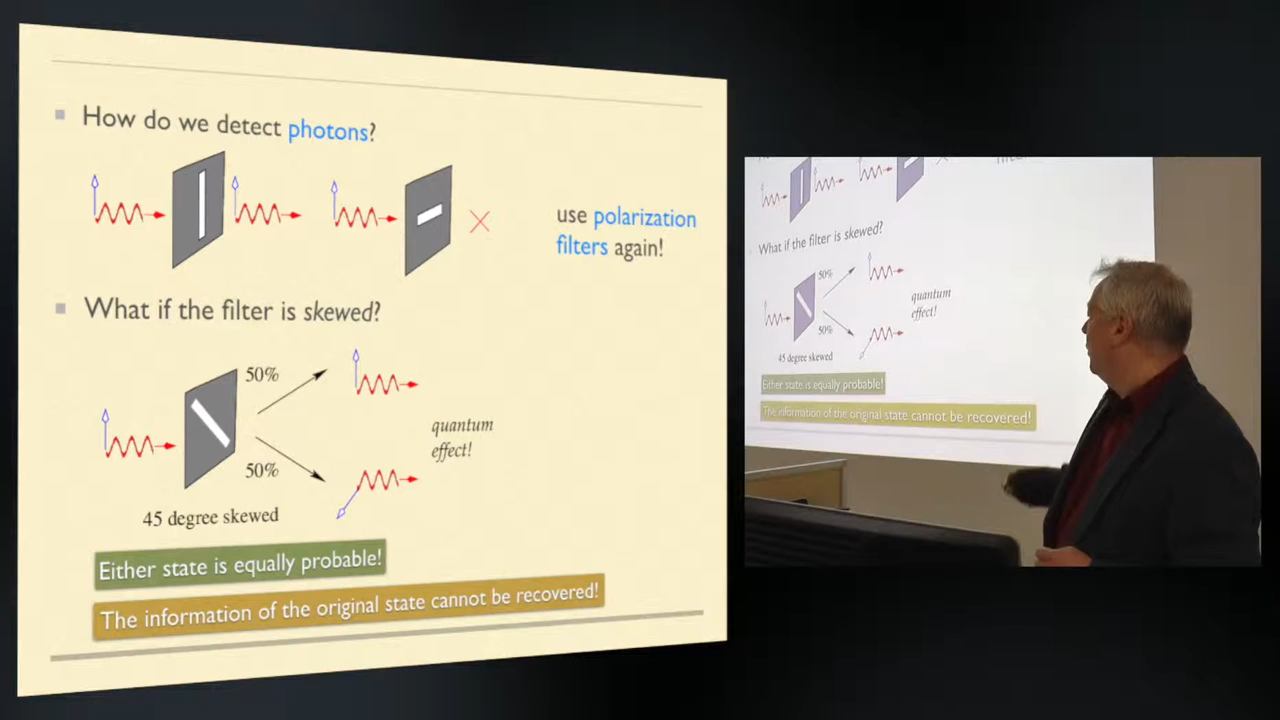 How do we detect photons?
use polarization
filters again!
What if the filter is skewed?
50%
50%
quantum
effect!
45 degree skewed
Either state is equally probable!
The information of the original state cannot be recovered!
What if the filter is skewed?
50%
50%
quantum
effect!
45 degree skewed
Either state is equally probable!
The information of the original state cannot be recovered!